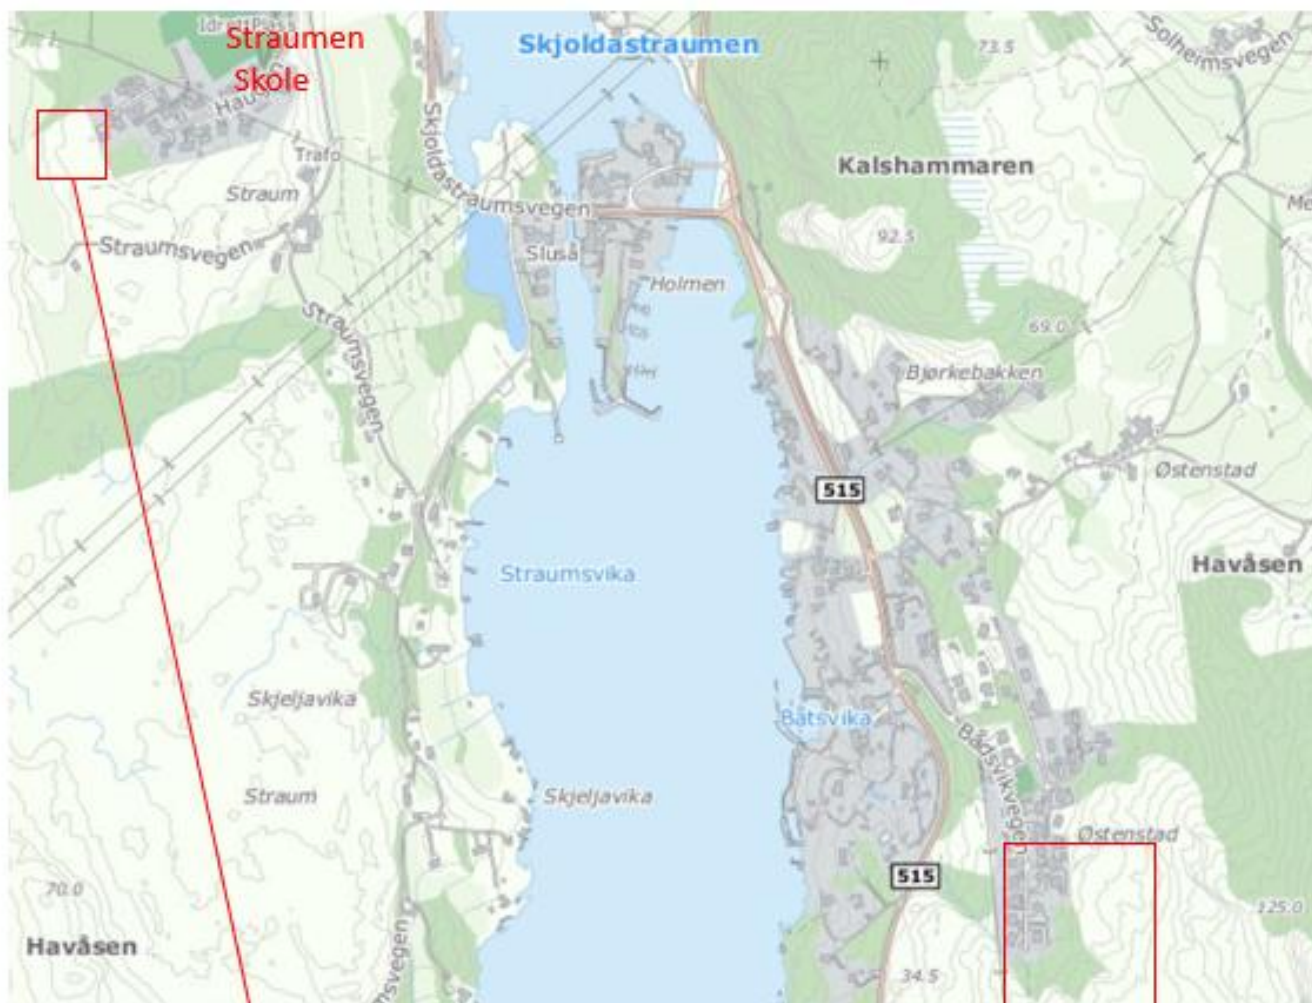 IdrettPlass
Straumen
Skole
Skjoldastraumen
73.5
Solheimsvegen
Skjoldastraumsvegen
Trafo
Straum
Kalshammaren
Straumsvegen
Sluså
92.5
Holmen
Straumsvegen
69.0
Bjørkebakken
515
Østenstad
Straumsvika
Havåsen
Skjeljavika
Båtsvika
Bådsvikvegen
Straum
Skjeljavika
Østenstad
515
70.0
125.0
Havåsen
34.5